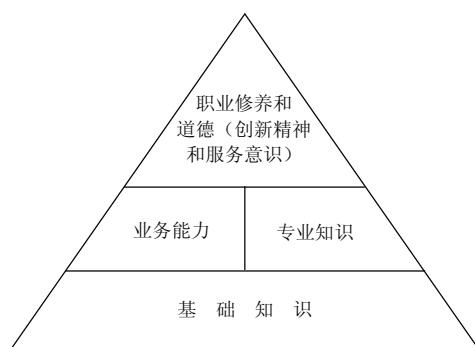 职业修养和
道德（创新精神
和服务意识）
业务能力
专业知识
基础知识